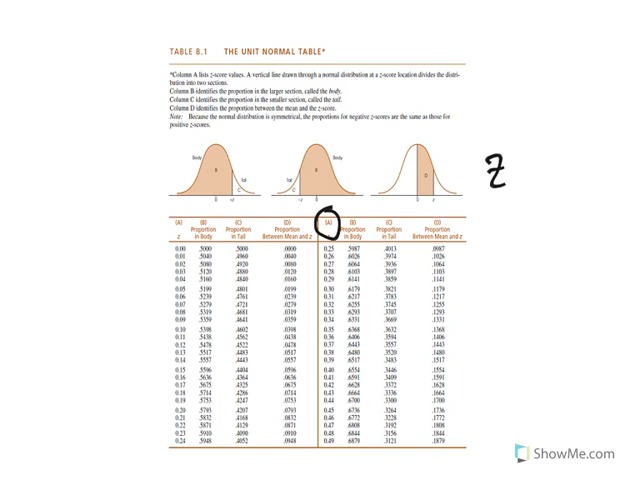 TABLE B.1 THE UNIT NORMAL TABLE*
*Column A lists z-score values. A vertical line drawn through a normal distribution at a z-score location divides the distri-
bution into two sections.
Column B identifies the proportion in the larger section, called the body.
Column C identifies the proportion in the smaller section, called the tail.
Column D identifies the proportion between the mean and the z-score.
Note: Because the normal distribution is symmetrical, the proportions for negative z-scores are the same as those for
positive z-scores.
Body B Tail C 0 +z
Tail C Body B -z 0
D 0 z
Z
(A) (B) (C) (D) (A) (B) (C) (D)
Proportion Proportion Proportion Proportion Proportion Proportion
z in Body in Tail Between Mean and z in Body in Tail Between Mean and z
0.00 .5000 .5000 .0000 0.25 .5987 .4013 .0987
0.01 .5040 .4960 .0040 0.26 .6026 .3974 .1026
0.02 .5080 .4920 .0080 0.27 .6064 .3936 .1064
0.03 .5120 .4880 .0120 0.28 .6103 .3897 .1103
0.04 .5160 .4840 .0160 0.29 .6141 .3859 .1141
0.05 .5199 .4801 .0199 0.30 .6179 .3821 .1179
0.06 .5239 .4761 .0239 0.31 .6217 .3783 .1217
0.07 .5279 .4721 .0279 0.32 .6255 .3745 .1255
0.08 .5319 .4681 .0319 0.33 .6293 .3707 .1293
0.09 .5359 .4641 .0359 0.34 .6331 .3669 .1331
0.10 .5398 .4602 .0398 0.35 .6368 .3632 .1368
0.11 .5438 .4562 .0438 0.36 .6406 .3594 .1406
0.12 .5478 .4522 .0478 0.37 .6443 .3557 .1443
0.13 .5517 .4483 .0517 0.38 .6480 .3520 .1480
0.14 .5557 .4443 .0557 0.39 .6517 .3483 .1517
0.15 .5596 .4404 .0596 0.40 .6554 .3446 .1554
0.16 .5636 .4364 .0636 0.41 .6591 .3409 .1591
0.17 .5675 .4325 .0675 0.42 .6628 .3372 .1628
0.18 .5714 .4286 .0714 0.43 .6664 .3336 .1664
0.19 .5753 .4247 .0753 0.44 .6700 .3300 .1700
0.20 .5793 .4207 .0793 0.45 .6736 .3264 .1736
0.21 .5832 .4168 .0832 0.46 .6772 .3228 .1772
0.22 .5871 .4129 .0871 0.47 .6808 .3192 .1808
0.23 .5910 .4090 .0910 0.48 .6844 .3156 .1844
0.24 .5948 .4052 .0948 0.49 .6879 .3121 .1879
ShowMe.com